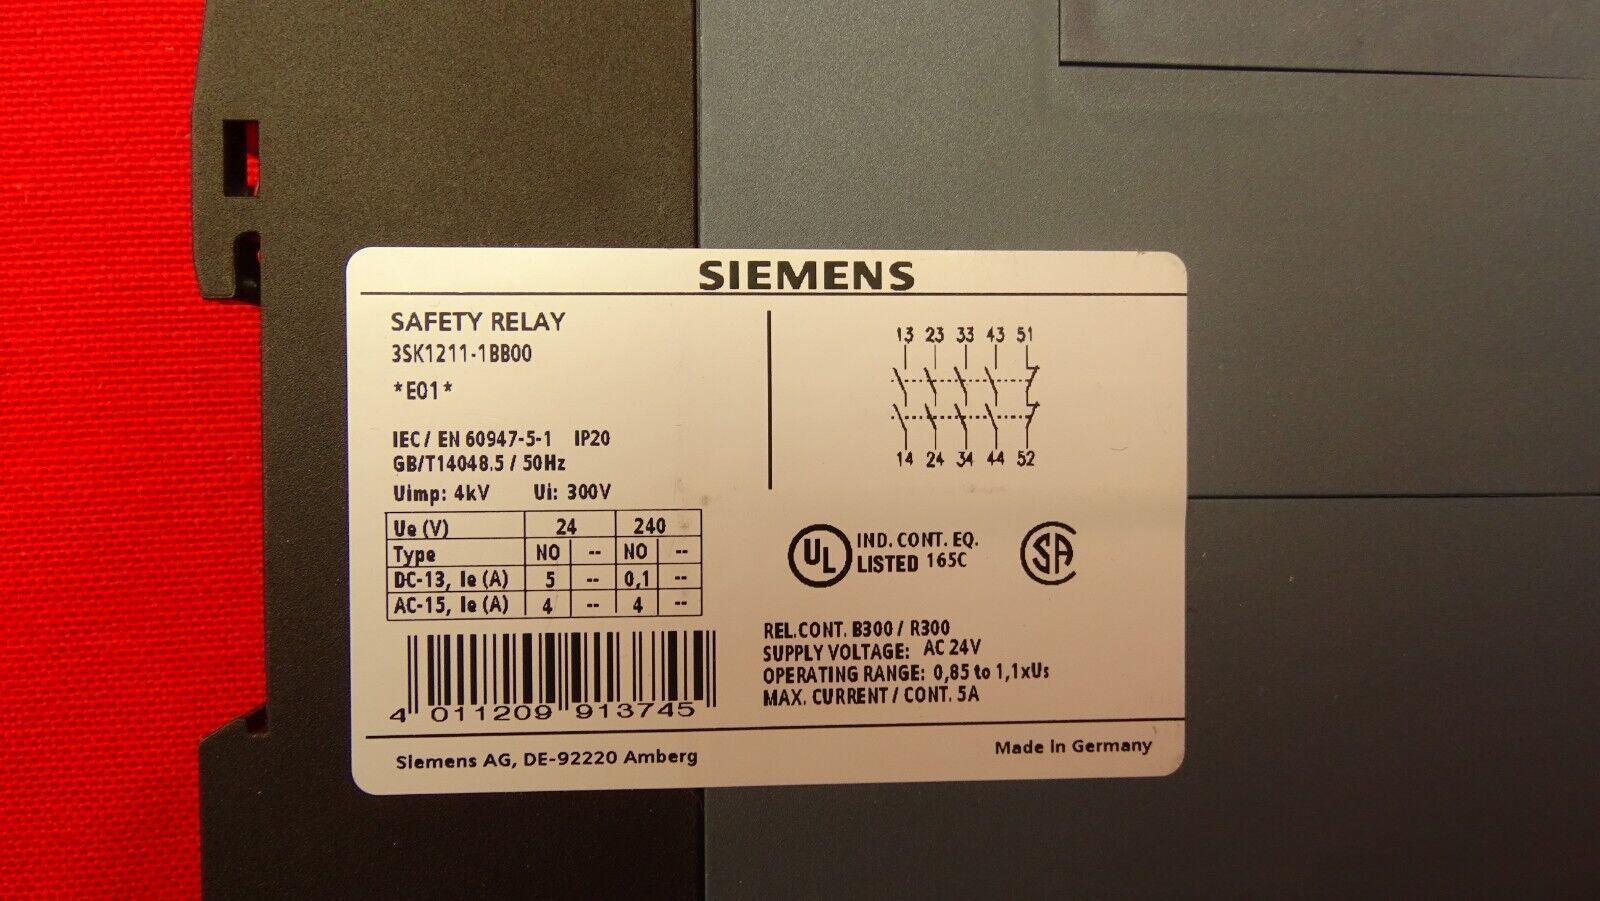 SIEMENS
SAFETY RELAY
3SK1211-1BB00
*E01*
IEC / EN 60947-5-1 IP20
GB/T14048.5 / 50Hz
Uimp: 4kV Ui: 300V
Ue (V) 24 240
Type NO -- NO --
DC-13, Ie (A) 5 -- 0,1 --
AC-15, Ie (A) 4 -- 4 --
4 011209 913745
13 23 33 43 51
14 24 34 44 52
UL IND. CONT. EQ.
LISTED 165C
SA
REL.CONT. B300 / R300
SUPPLY VOLTAGE: AC 24V
OPERATING RANGE: 0,85 to 1,1xUs
MAX. CURRENT / CONT. 5A
Siemens AG, DE-92220 Amberg
Made in Germany